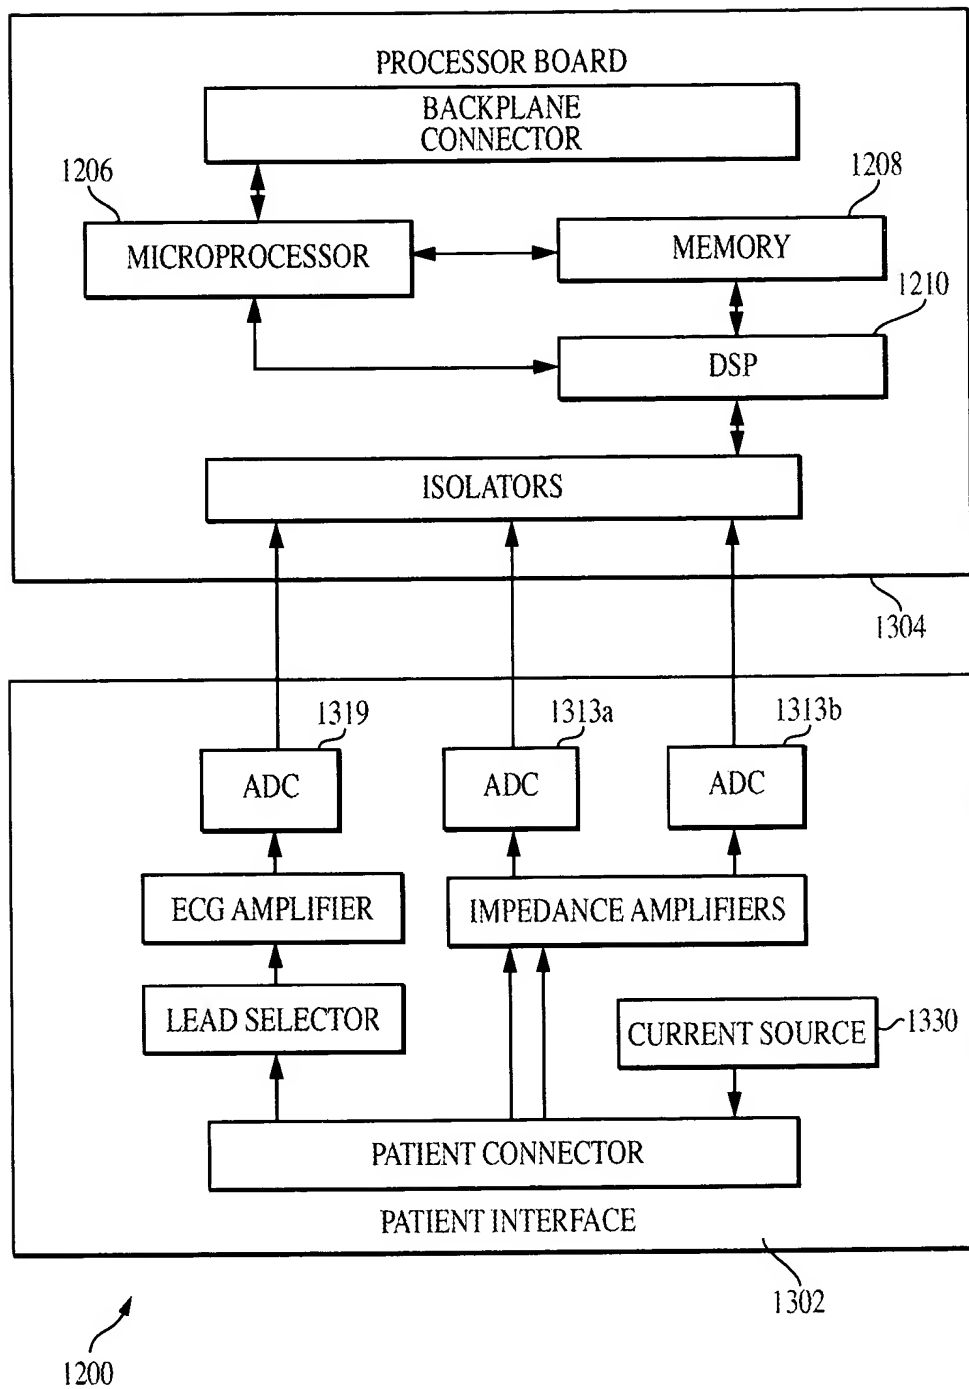 PROCESSOR BOARD
BACKPLANE
CONNECTOR
1206
1208
MICROPROCESSOR
MEMORY
1210
DSP
ISOLATORS
1304
1319
1313a
1313b
ADC
ADC
ADC
ECG AMPLIFIER
IMPEDANCE AMPLIFIERS
LEAD SELECTOR
CURRENT SOURCE
1330
PATIENT CONNECTOR
PATIENT INTERFACE
1302
1200